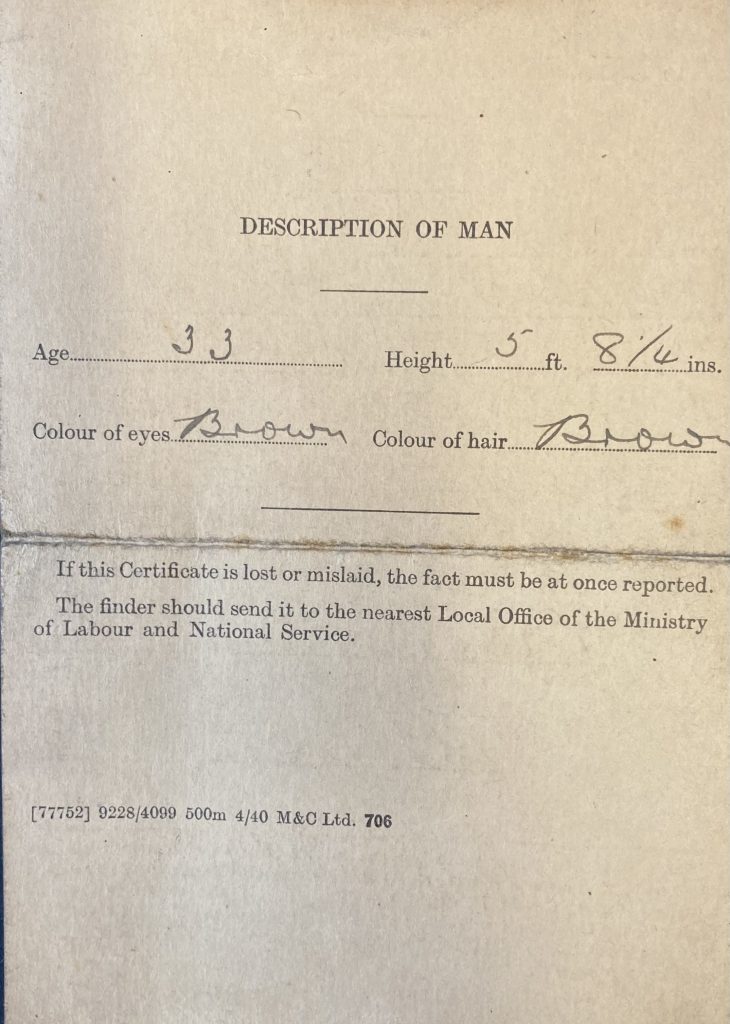 DESCRIPTION OF MAN
Age 33 Height 5 ft. 8 1/4 ins.
Colour of eyes Brown Colour of hair Brown
If this Certificate is lost or mislaid, the fact must be at once reported.
The finder should send it to the nearest Local Office of the Ministry
of Labour and National Service.
[77752] 9228/4099 500m 4/40 M&C Ltd. 706